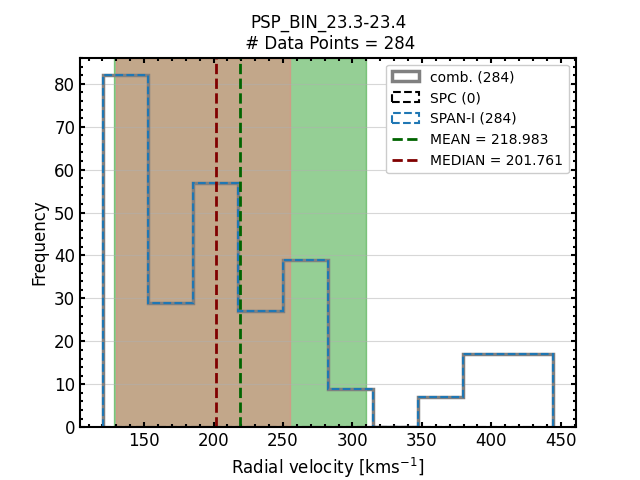 PSP_BIN_23.3-23.4
# Data Points = 284
comb. (284)
SPC (0)
SPAN-I (284)
MEAN = 218.983
MEDIAN = 201.761
Frequency
80
70
60
50
40
30
20
10
0
150 200 250 300 350 400 450
Radial velocity [kms⁻¹]